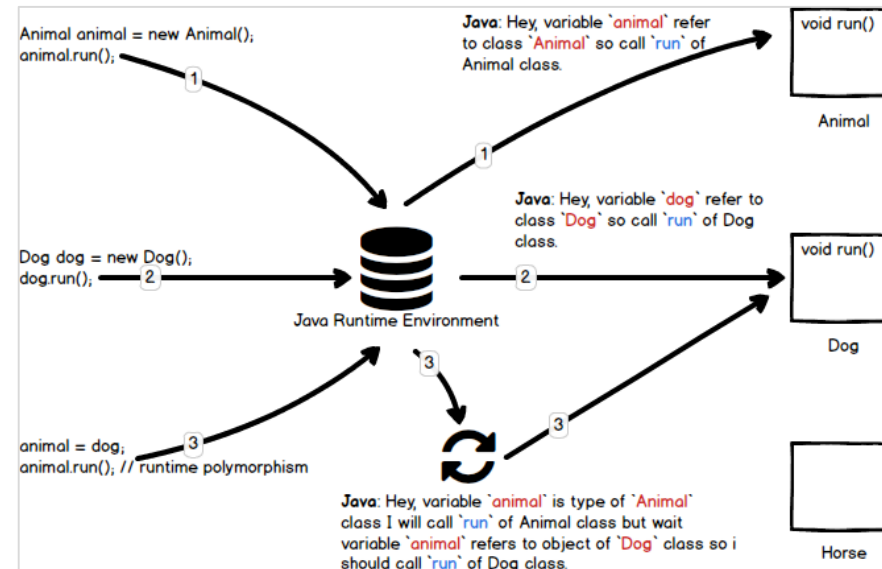 Animal animal = new Animal();
animal.run();
1
Java: Hey, variable `animal` refer
to class `Animal` so call `run` of
Animal class.
1
void run()
Animal
Dog dog = new Dog();
dog.run();
2
Java Runtime Environment
Java: Hey, variable `dog` refer to
class `Dog` so call `run` of Dog
class.
2
void run()
Dog
animal = dog;
animal.run(); // runtime polymorphism
3
3
3
Java: Hey, variable `animal` is type of `Animal`
class I will call `run` of Animal class but wait
variable `animal` refers to object of `Dog` class so i
should call `run` of Dog class.
Horse